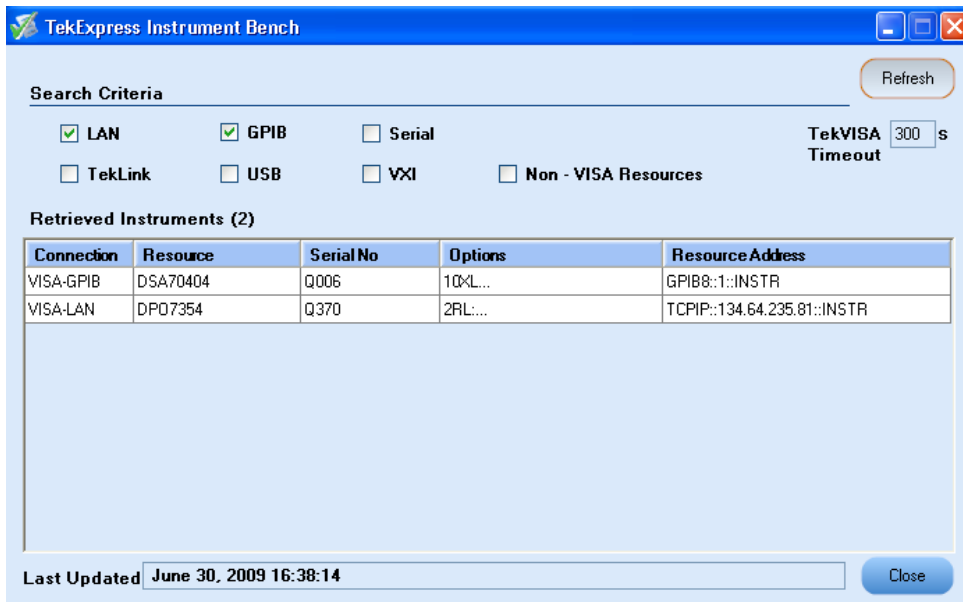 TekExpress Instrument Bench
Refresh
Search Criteria
LAN GPIB Serial
TekVISA Timeout 300 s
TekLink USB VXI Non - VISA Resources
Retrieved Instruments (2)
Connection Resource Serial No Options Resource Address
VISA-GPIB DSA70404 Q006 10XL... GPIB8::1::INSTR
VISA-LAN DPO7354 Q370 2RL:... TCPIP::134.64.235.81::INSTR
Last Updated June 30, 2009 16:38:14
Close